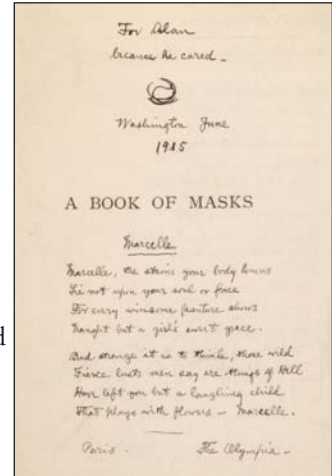 For Alan
because he cared –
Washington June
1915
A BOOK OF MASKS
Marcelle
Marcelle, the stains your body knows
Lie not upon your soul or face
For every winsome feature shows
Naught but a girl's sweet grace.
And strange it is to think, those wild
Fierce lusts men say are things of Hell
Have left you but a laughing child
That plays with flowers – Marcelle.
Paris.
The Olympia –
d